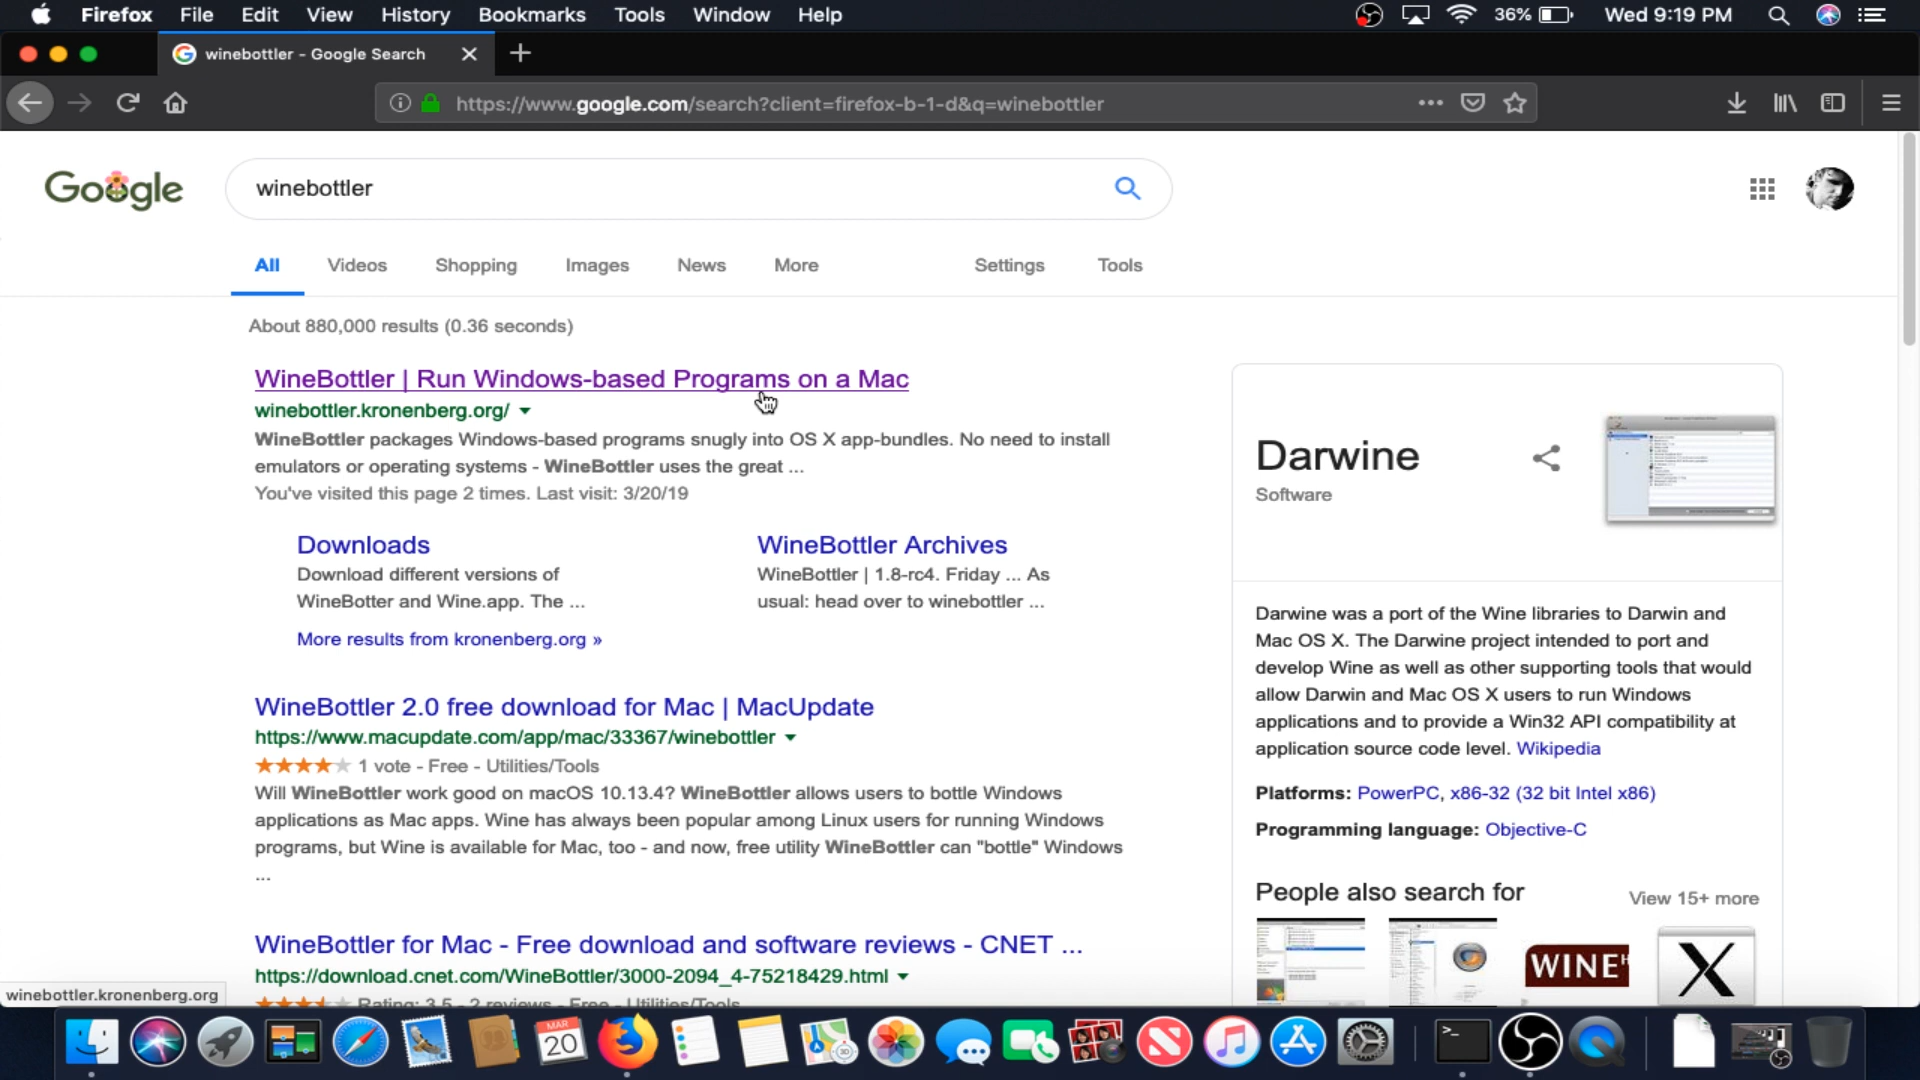 Firefox File Edit View History Bookmarks Tools Window Help 36% Wed 9:19 PM
winebottler - Google Search
https://www.google.com/search?client=firefox-b-1-d&q=winebottler
Google winebottler
All Videos Shopping Images News More Settings Tools
About 880,000 results (0.36 seconds)
WineBottler | Run Windows-based Programs on a Mac
winebottler.kronenberg.org/
WineBottler packages Windows-based programs snugly into OS X app-bundles. No need to install
emulators or operating systems - WineBottler uses the great ...
You've visited this page 2 times. Last visit: 3/20/19
Downloads
Download different versions of
WineBotter and Wine.app. The ...
WineBottler Archives
WineBottler | 1.8-rc4. Friday ... As
usual: head over to winebottler ...
More results from kronenberg.org »
WineBottler 2.0 free download for Mac | MacUpdate
https://www.macupdate.com/app/mac/33367/winebottler
1 vote - Free - Utilities/Tools
Will WineBottler work good on macOS 10.13.4? WineBottler allows users to bottle Windows
applications as Mac apps. Wine has always been popular among Linux users for running Windows
programs, but Wine is available for Mac, too - and now, free utility WineBottler can "bottle" Windows
...
WineBottler for Mac - Free download and software reviews - CNET ...
https://download.cnet.com/WineBottler/3000-2094_4-75218429.html
Rating: 3.5 - 2 reviews - Free - Utilities/Tools
Darwine
Software
Darwine was a port of the Wine libraries to Darwin and
Mac OS X. The Darwine project intended to port and
develop Wine as well as other supporting tools that would
allow Darwin and Mac OS X users to run Windows
applications and to provide a Win32 API compatibility at
application source code level. Wikipedia
Platforms: PowerPC, x86-32 (32 bit Intel x86)
Programming language: Objective-C
People also search for View 15+ more
WINEH
X
winebottler.kronenberg.org
MAR
20